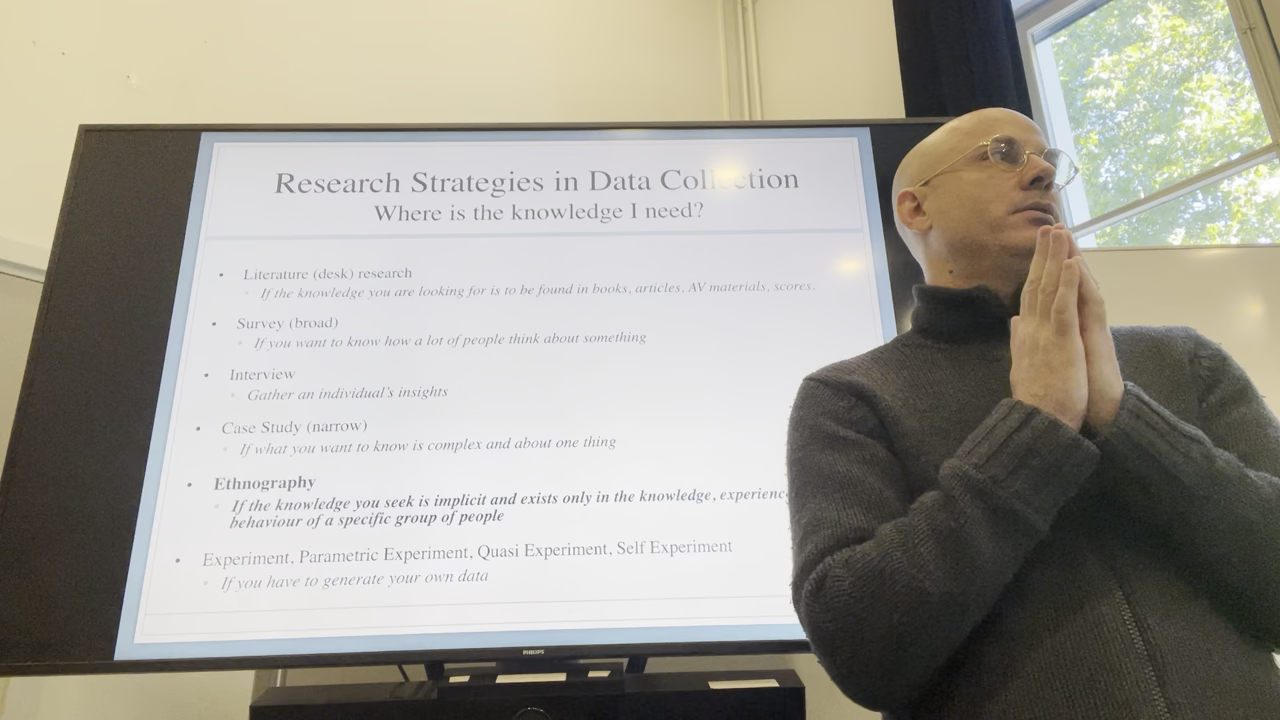 Research Strategies in Data Collection
Where is the knowledge I need?
• Literature (desk) research
• If the knowledge you are looking for is to be found in books, articles, AV materials, scores.
• Survey (broad)
• If you want to know how a lot of people think about something
• Interview
• Gather an individual's insights
• Case Study (narrow)
• If what you want to know is complex and about one thing
• Ethnography
• If the knowledge you seek is implicit and exists only in the knowledge,
behaviour of a specific group of people
• Experiment, Parametric Experiment, Quasi Experiment, Self Experiment
• If you have to generate your own data
PHILIPS